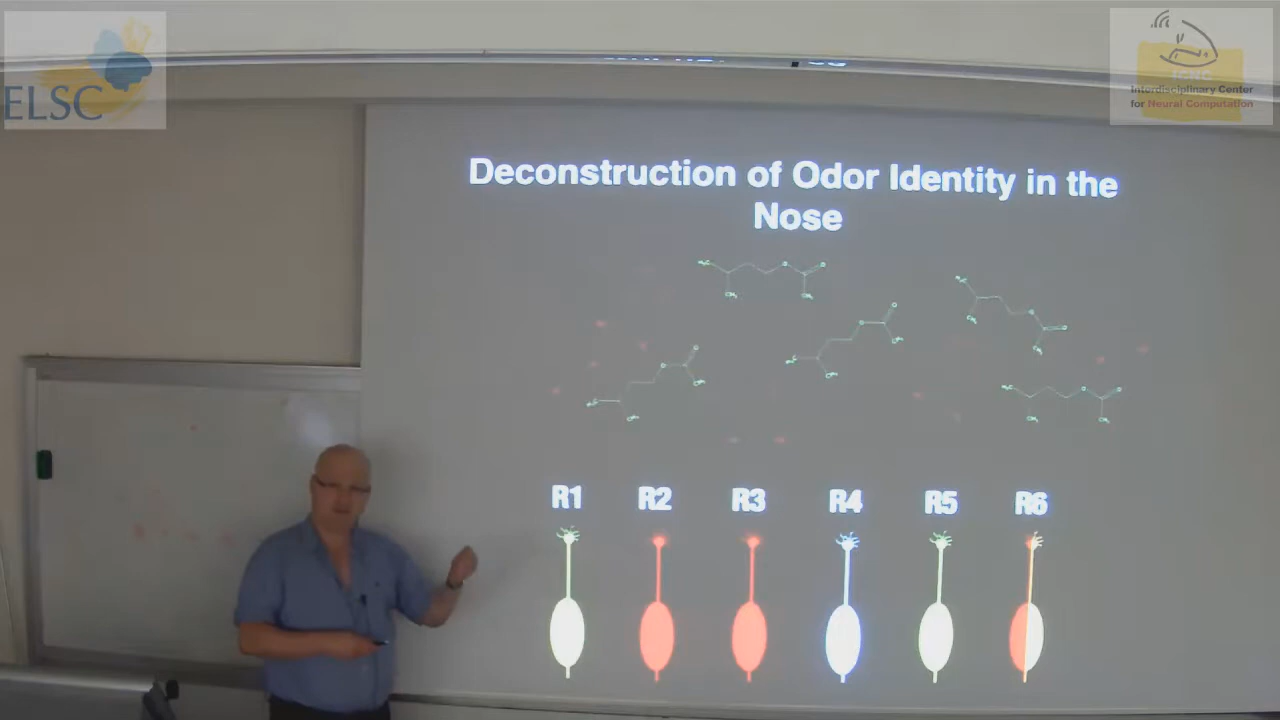 ELSC
ICNC
Interdisciplinary Center
for Neural Computation
Deconstruction of Odor Identity in the
Nose
R1 R2 R3 R4 R5 R6